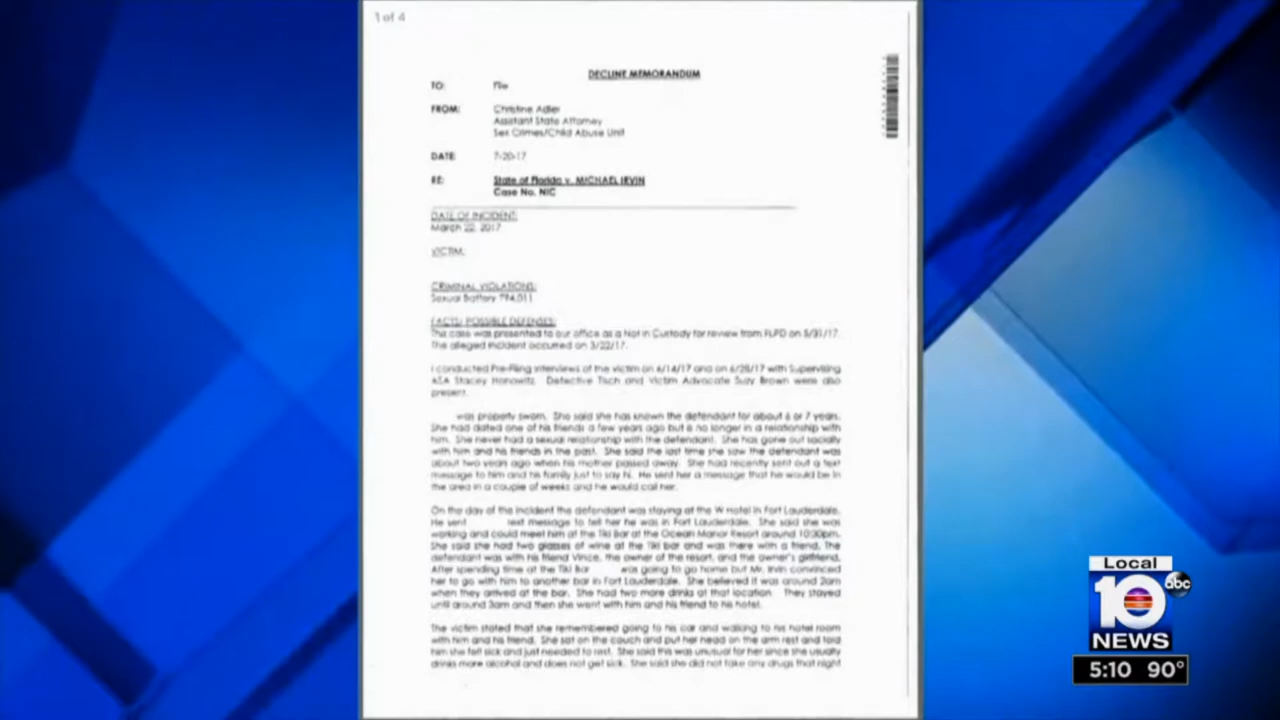 1 of 4
DECLINE MEMORANDUM
TO: File
FROM: Christine Adler
Assistant State Attorney
Sex Crimes/Child Abuse Unit
DATE: 7-20-17
RE: State of Florida v. MICHAEL IRVIN
Case No. NIC
DATE OF INCIDENT:
March 22, 2017
VICTIM:
CRIMINAL VIOLATIONS:
Sexual Battery 794.011
FACTS/ POSSIBLE DEFENSES:
This case was presented to our office as a Not in Custody for review from FLPD on 5/31/17.
The alleged incident occurred on 3/22/17.
I conducted Pre-Filing interviews of the victim on 6/14/17 and on 6/28/17 with Supervising
ASA Stacey Honowitz. Detective Tisch and Victim Advocate Suzy Brown were also
present.
was properly sworn. She said she has known the defendant for about 6 or 7 years.
She had dated one of his friends a few years ago but is no longer in a relationship with
him. She never had a sexual relationship with the defendant. She has gone out socially
with him and his friends in the past. She said the last time she saw the defendant was
about two years ago when his mother passed away. She had recently sent out a text
message to him and his family just to say hi. He sent her a message that he would be in
the area in a couple of weeks and he would call her.
On the day of the incident the defendant was staying at the W Hotel in Fort Lauderdale.
He sent text message to tell her he was in Fort Lauderdale. She said she was
working and could meet him at the Tiki Bar at the Ocean Manor Resort around 10:30pm.
She said she had two glasses of wine at the Tiki bar and was there with a friend. The
defendant was with his friend Vince, the owner of the resort, and the owner's girlfriend.
After spending time at the Tiki Bar was going to go home but Mr. Irvin convinced
her to go with him to another bar in Fort Lauderdale. She believed it was around 2am
when they arrived at the bar. She had two more drinks at that location. They stayed
until around 3am and then she went with him and his friend to his hotel.
The victim stated that she remembered going to his car and walking to his hotel room
with him and his friend. She sat on the couch and put her head on the arm rest and told
him she felt sick and just needed to rest. She said this was unusual for her since she usually
drinks more alcohol and does not get sick. She said she did not take any drugs that night
Local
10 abc
NEWS
5:10 90°